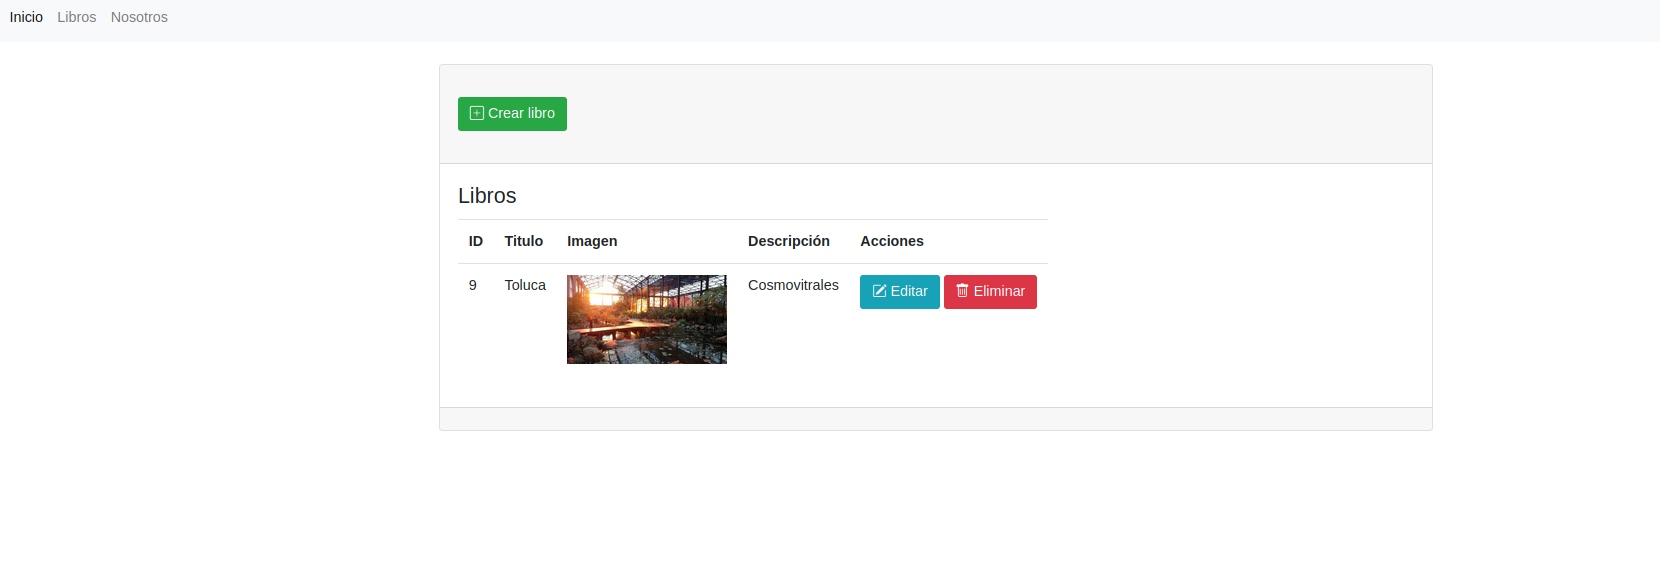 Inicio Libros Nosotros
Crear libro
Libros
ID Titulo Imagen Descripción Acciones
9 Toluca Cosmovitrales Editar Eliminar